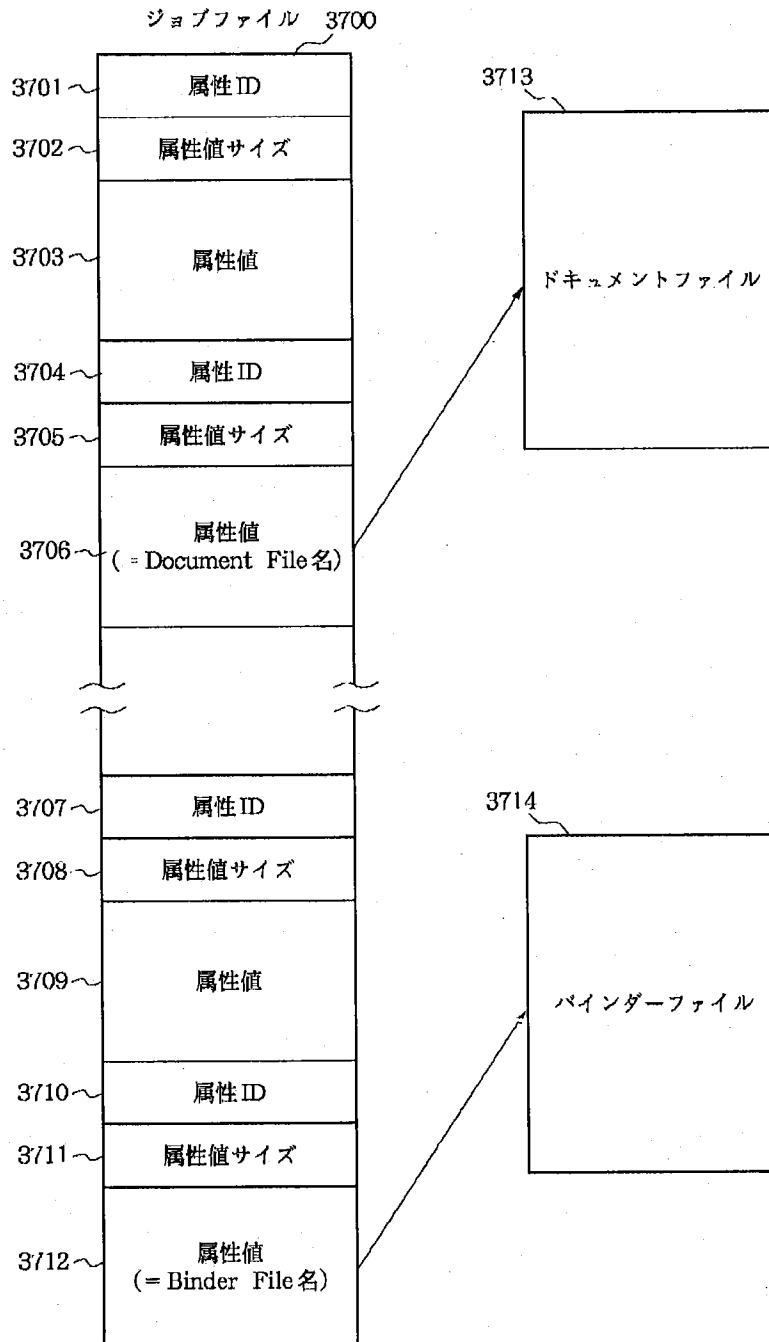 ジョブファイル 3700
3701 属性ID
3702 属性値サイズ
3703 属性値
3704 属性ID
3705 属性値サイズ
3706 属性値
(=Document File名)
3713
ドキュメントファイル
3707 属性ID
3708 属性値サイズ
3709 属性値
3710 属性ID
3711 属性値サイズ
3712 属性値
(=Binder File名)
3714
バインダーファイル